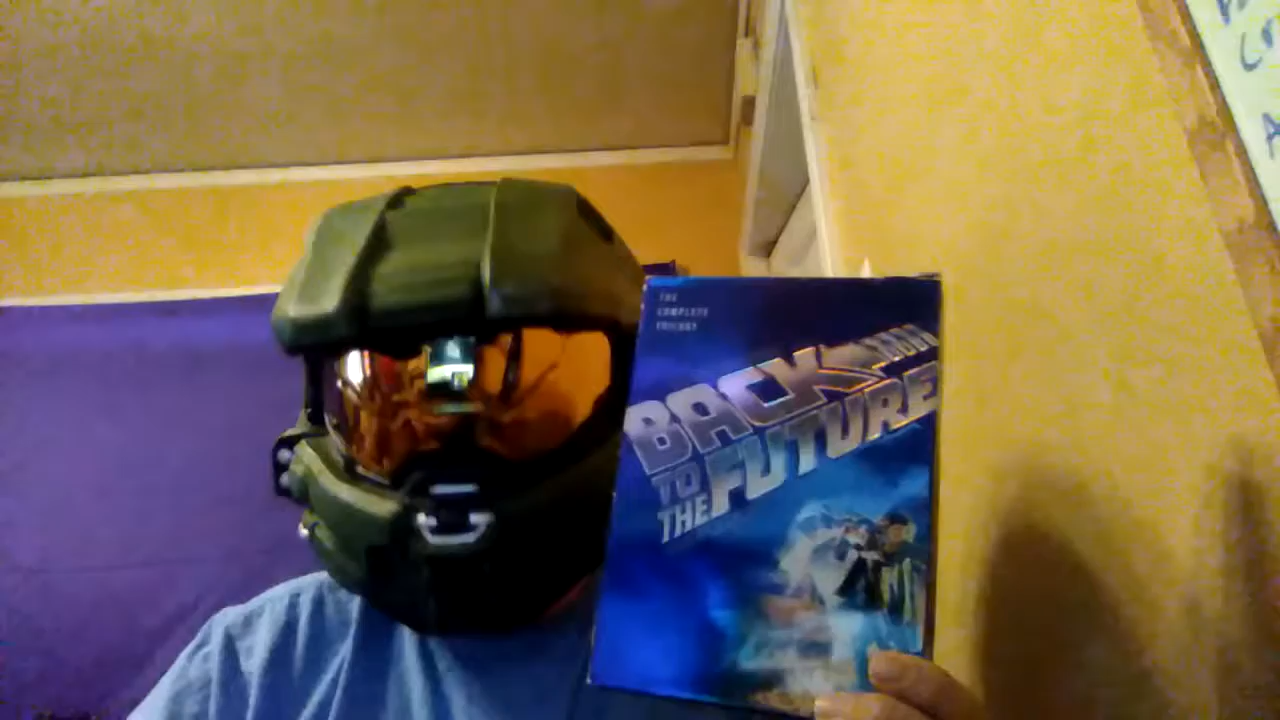 THE
COMPLETE
TRILOGY
BACK
TO
THE FUTURE